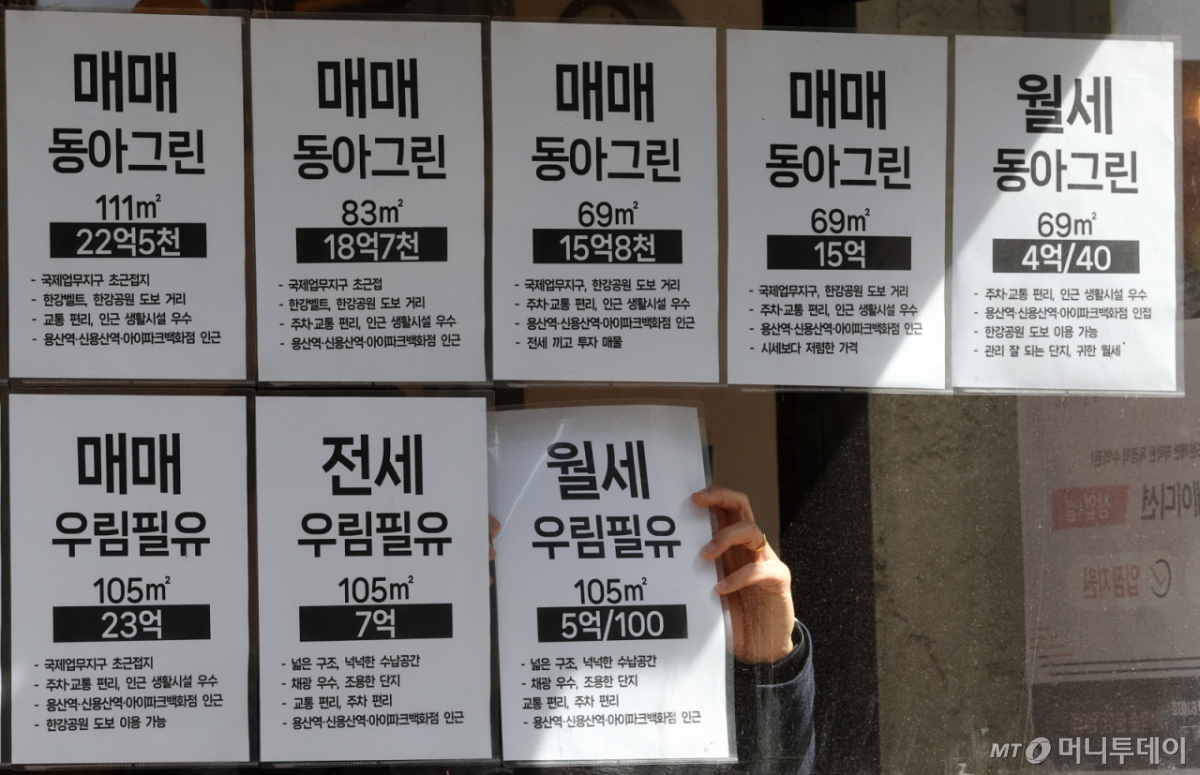 매매
동아그린
111㎡
22억5천
- 국제업무지구 초근접지
- 한강벨트, 한강공원 도보 거리
- 교통 편리, 인근 생활시설 우수
- 용산역·신용산역·아이파크백화점 인근
매매
동아그린
83㎡
18억7천
- 국제업무지구 초근접
- 한강벨트, 한강공원 도보 거리
- 주차·교통 편리, 인근 생활시설 우수
- 용산역·신용산역·아이파크백화점 인근
매매
동아그린
69㎡
15억8천
- 국제업무지구, 한강공원 도보 거리
- 주차·교통 편리, 인근 생활시설 우수
- 용산역·신용산역·아이파크백화점 인근
- 전세 끼고 투자 매물
매매
동아그린
69㎡
15억
- 국제업무지구, 한강공원 도보 거리
- 주차·교통 편리, 인근 생활시설 우수
- 용산역·신용산역·아이파크백화점 인근
- 시세보다 저렴한 가격
월세
동아그린
69㎡
4억/40
- 주차·교통 편리, 인근 생활시설 우수
- 용산역·신용산역·아이파크백화점 인접
- 한강공원 도보 이용 가능
- 관리 잘 되는 단지, 귀한 월세
매매
우림필유
105㎡
23억
- 국제업무지구 초근접지
- 주차·교통 편리, 인근 생활시설 우수
- 용산역·신용산역·아이파크백화점 인근
- 한강공원 도보 이용 가능
전세
우림필유
105㎡
7억
- 넓은 구조, 넉넉한 수납공간
- 채광 우수, 조용한 단지
- 교통 편리, 주차 편리
- 용산역·신용산역·아이파크백화점 인근
월세
우림필유
105㎡
5억/100
- 넓은 구조, 넉넉한 수납공간
- 채광 우수, 조용한 단지
교통 편리, 주차 편리
- 용산역·신용산역·아이파크백화점 인근
입점지원
MT 머니투데이